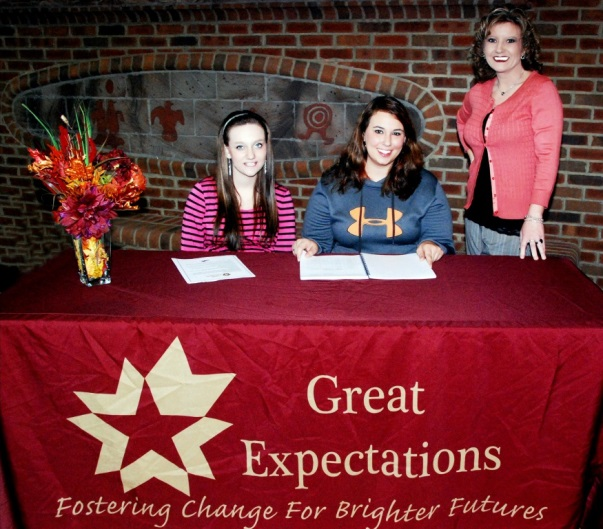 Great
Expectations
Fostering Change For Brighter Futures